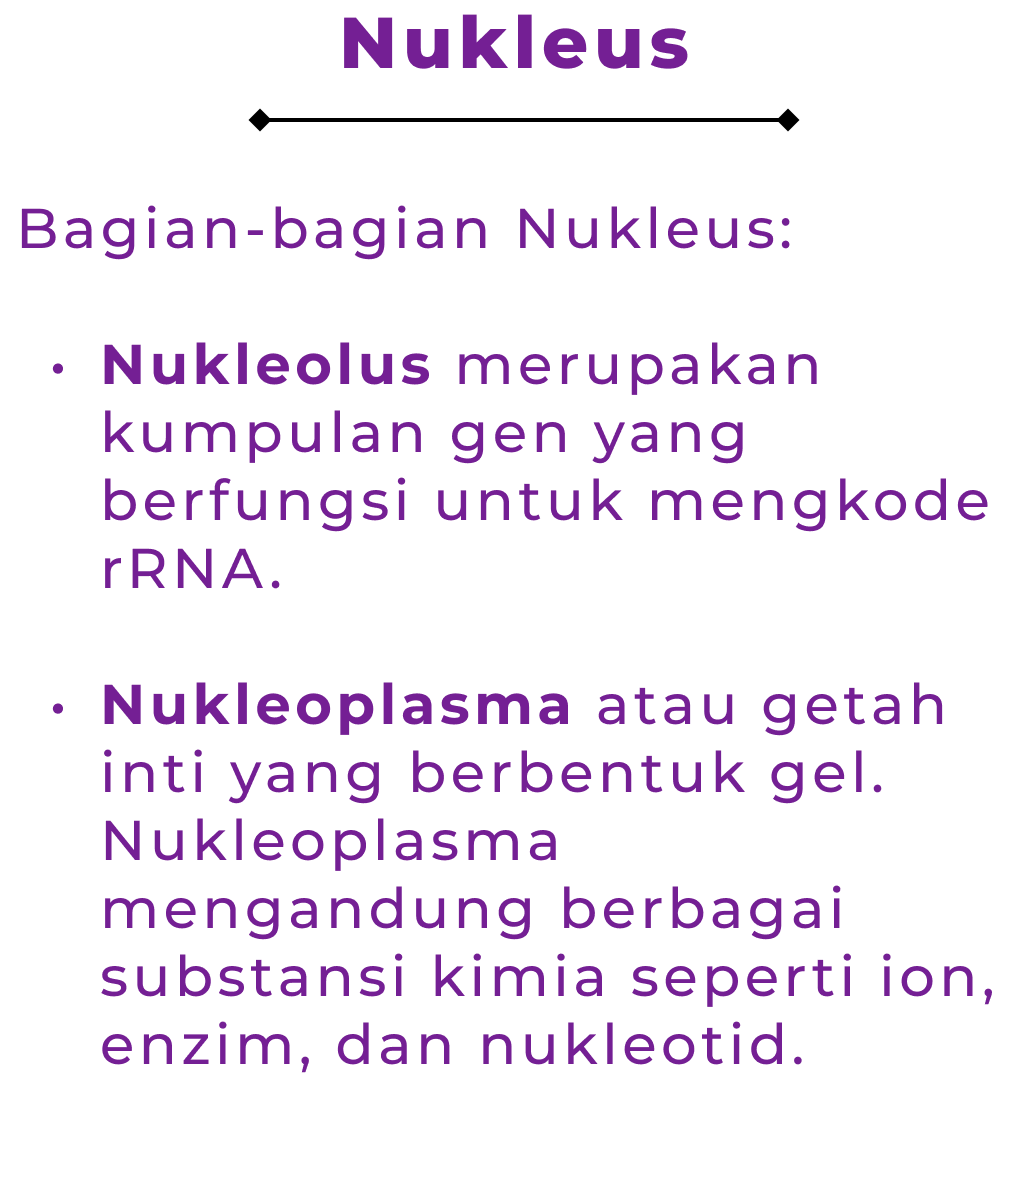 Nukleus
Bagian-bagian Nukleus:
• Nukleolus merupakan
kumpulan gen yang
berfungsi untuk mengkode
rRNA.
• Nukleoplasma atau getah
inti yang berbentuk gel.
Nukleoplasma
mengandung berbagai
substansi kimia seperti ion,
enzim, dan nukleotid.